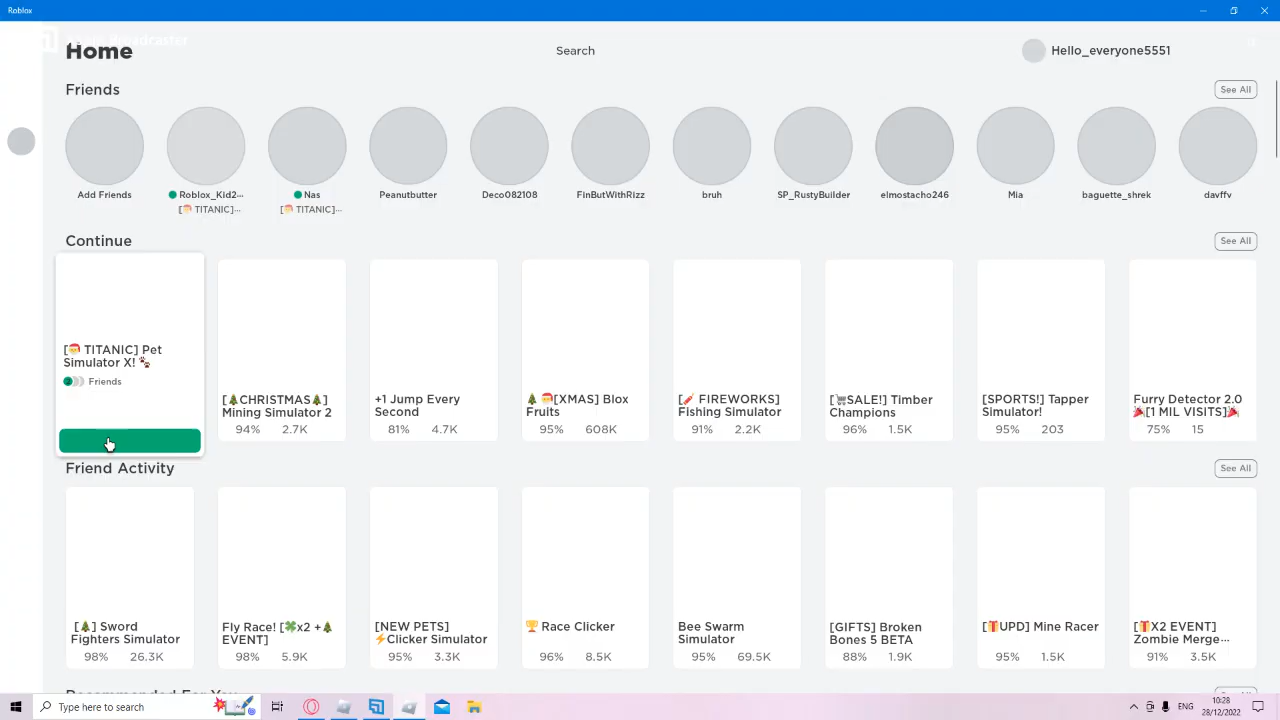 Roblox
Home
Search
Hello_everyone5551
Friends
See All
Add Friends
Roblox_Kid2...
Nas
Peanutbutter
Deco082108
FinButWithRizz
bruh
SP_RustyBuilder
elmostacho246
Mia
baguette_shrek
davffv
[🎅 TITANIC]...
[🎅 TITANIC]...
Continue
See All
[🎅 TITANIC] Pet
Simulator X! 🐾
2 Friends
[🎄CHRISTMAS🎄]
Mining Simulator 2
94% 2.7K
+1 Jump Every
Second
81% 4.7K
🎄🎅[XMAS] Blox
Fruits
95% 608K
[🧨 FIREWORKS]
Fishing Simulator
91% 2.2K
[🛒SALE!] Timber
Champions
96% 1.5K
[SPORTS!] Tapper
Simulator!
95% 203
Furry Detector 2.0
🎉[1 MIL VISITS]🎉
75% 15
Friend Activity
See All
[🎄] Sword
Fighters Simulator
98% 26.3K
Fly Race! [🍀x2 +🎄
EVENT]
98% 5.9K
[NEW PETS]
⚡Clicker Simulator
95% 3.3K
🏆 Race Clicker
96% 8.5K
Bee Swarm
Simulator
95% 69.5K
[GIFTS] Broken
Bones 5 BETA
88% 1.9K
[🎁UPD] Mine Racer
95% 1.5K
[🎁X2 EVENT]
Zombie Merge...
91% 3.5K
Type here to search
ENG
10:28
28/12/2022